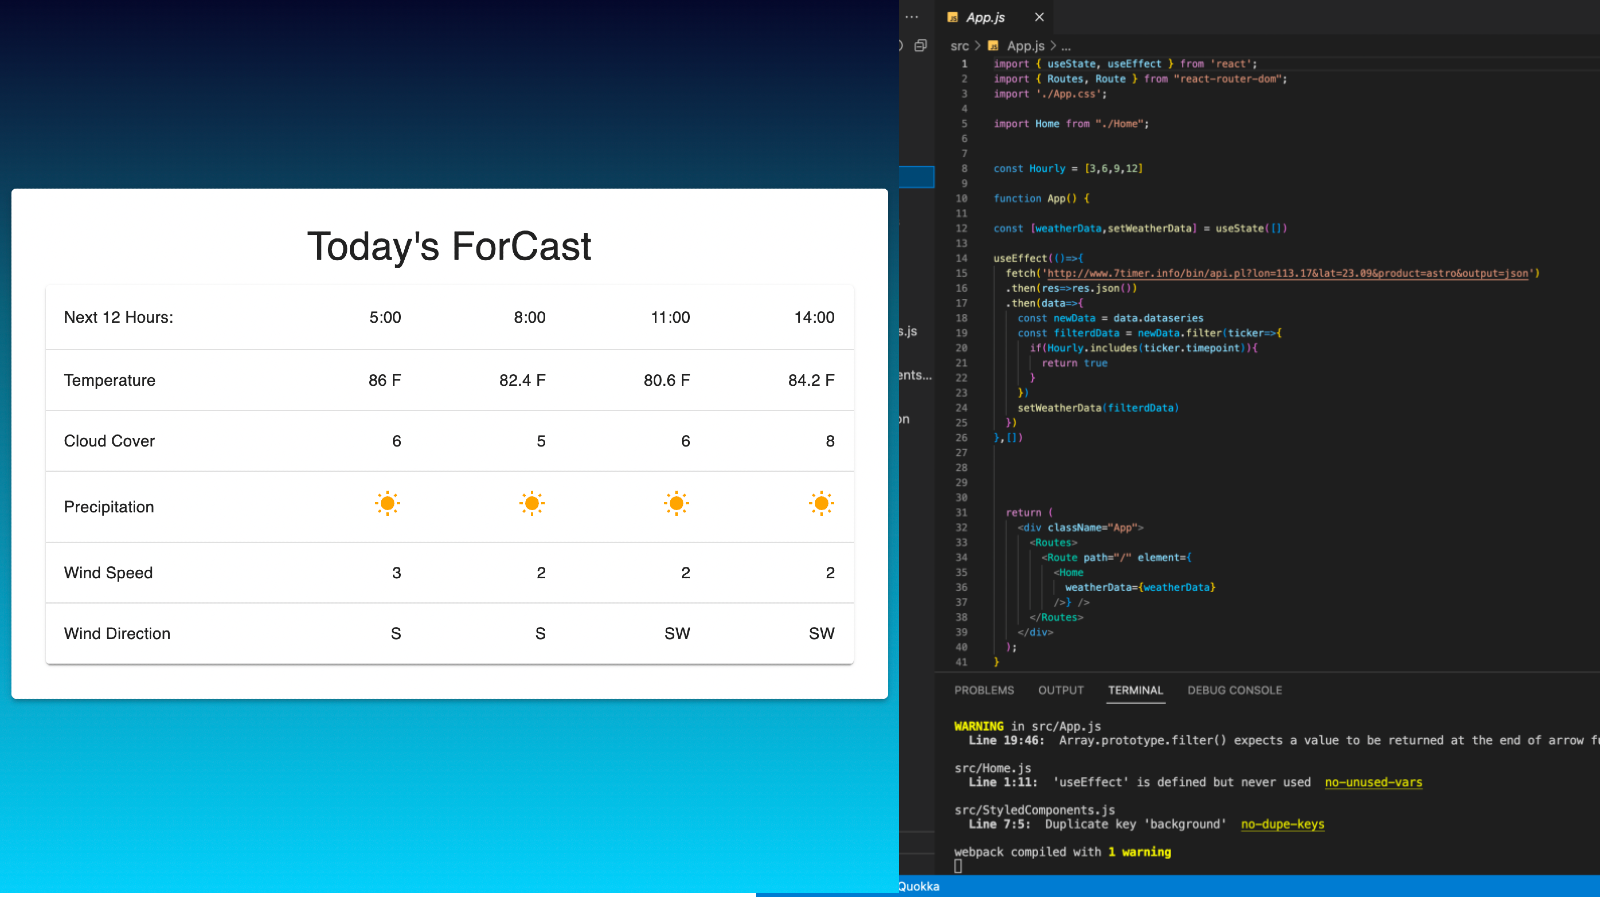 Today's ForCast
Next 12 Hours: 5:00 8:00 11:00 14:00
Temperature 86 F 82.4 F 80.6 F 84.2 F
Cloud Cover 6 5 6 8
Precipitation
Wind Speed 3 2 2 2
Wind Direction S S SW SW
s.js
ents...
on
JS App.js ×
src > JS App.js > ...
1 import { useState, useEffect } from 'react';
2 import { Routes, Route } from "react-router-dom";
3 import './App.css';
4
5 import Home from "./Home";
6
7
8 const Hourly = [3,6,9,12]
9
10 function App() {
11
12 const [weatherData,setWeatherData] = useState([])
13
14 useEffect(()=>{
15 fetch('http://www.7timer.info/bin/api.pl?lon=113.17&lat=23.09&product=astro&output=json')
16 .then(res=>res.json())
17 .then(data=>{
18 const newData = data.dataseries
19 const filterdData = newData.filter(ticker=>{
20 if(Hourly.includes(ticker.timepoint)){
21 return true
22 }
23 })
24 setWeatherData(filterdData)
25 })
26 },[])
27
28
29
30
31 return (
32 <div className="App">
33 <Routes>
34 <Route path="/" element={
35 <Home
36 weatherData={weatherData}
37 />} />
38 </Routes>
39 </div>
40 );
41 }
PROBLEMS OUTPUT TERMINAL DEBUG CONSOLE
WARNING in src/App.js
Line 19:46: Array.prototype.filter() expects a value to be returned at the end of arrow fu
src/Home.js
Line 1:11: 'useEffect' is defined but never used no-unused-vars
src/StyledComponents.js
Line 7:5: Duplicate key 'background' no-dupe-keys
webpack compiled with 1 warning
Quokka